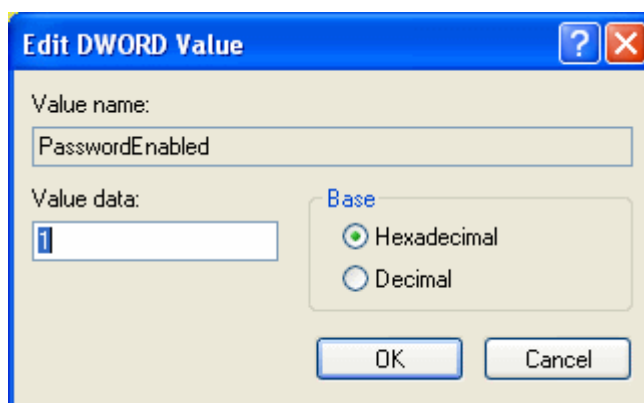 Edit DWORD Value
?
Value name:
PasswordEnabled
Value data:
1
Base
Hexadecimal
Decimal
OK
Cancel